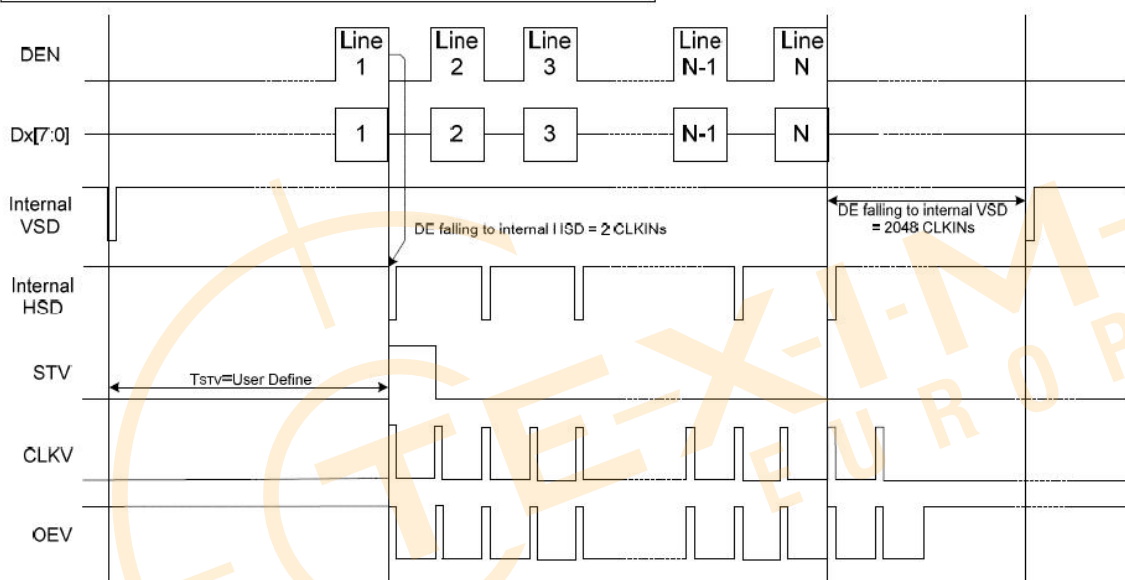 DEN
Line
1
Line
2
Line
3
Line
N-1
Line
N
Dx[7:0]
1
2
3
N-1
N
Internal
VSD
DE falling to internal VSD
= 2048 CLKINs
DE falling to internal HSD = 2 CLKINs
Internal
HSD
STV
TSTV=User Define
CLKV
OEV
TEXIM
EUROP